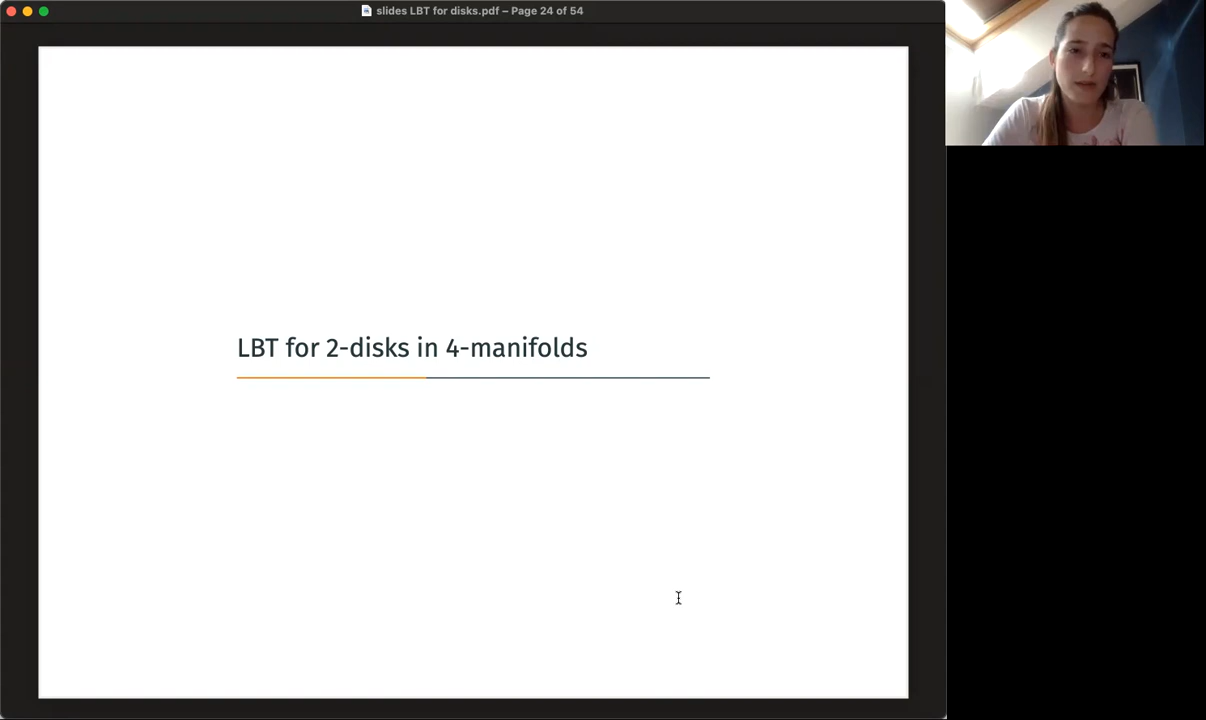 slides LBT for disks.pdf – Page 24 of 54
LBT for 2-disks in 4-manifolds